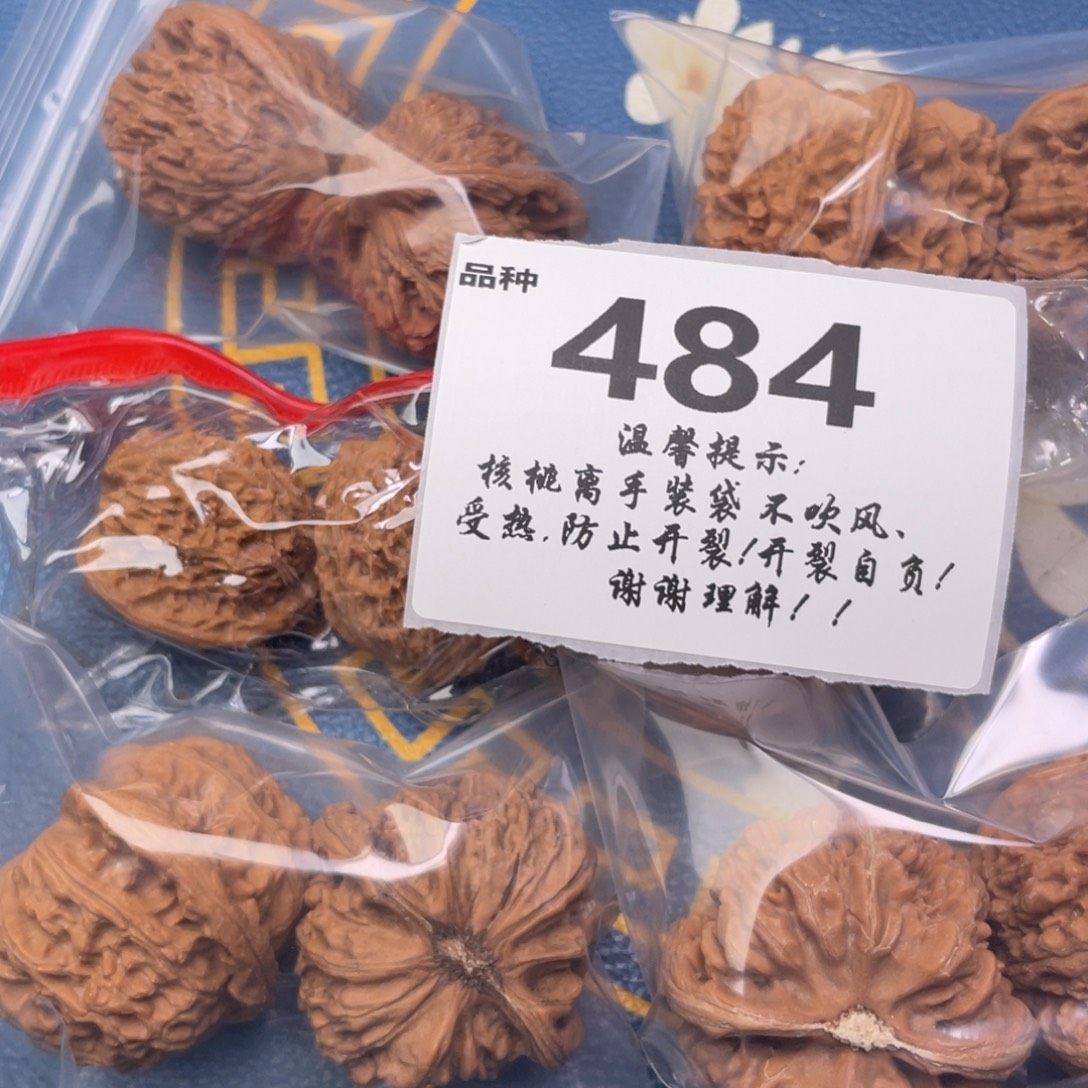 品种
484
温馨提示:
核桃离手装袋不吹风、
受热,防止开裂!开裂自负!
谢谢理解!!